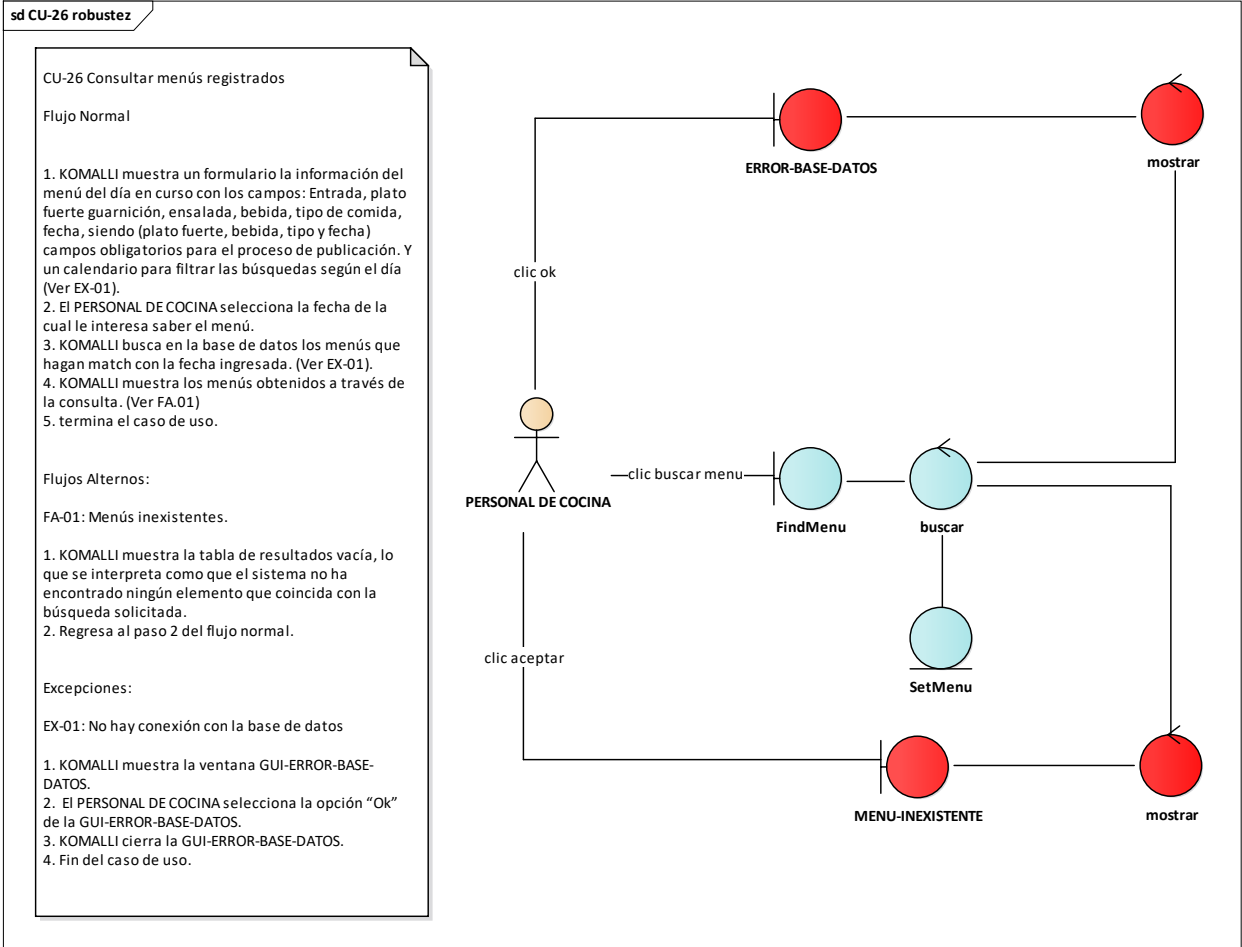 sd CU-26 robustez
CU-26 Consultar menús registrados
Flujo Normal
1. KOMALLI muestra un formulario la información del
menú del día en curso con los campos: Entrada, plato
fuerte guarnición, ensalada, bebida, tipo de comida,
fecha, siendo (plato fuerte, bebida, tipo y fecha)
campos obligatorios para el proceso de publicación. Y
un calendario para filtrar las búsquedas según el día
(Ver EX-01).
2. El PERSONAL DE COCINA selecciona la fecha de la
cual le interesa saber el menú.
3. KOMALLI busca en la base de datos los menús que
hagan match con la fecha ingresada. (Ver EX-01).
4. KOMALLI muestra los menús obtenidos a través de
la consulta. (Ver FA.01)
5. termina el caso de uso.
Flujos Alternos:
FA-01: Menús inexistentes.
1. KOMALLI muestra la tabla de resultados vacía, lo
que se interpreta como que el sistema no ha
encontrado ningún elemento que coincida con la
búsqueda solicitada.
2. Regresa al paso 2 del flujo normal.
Excepciones:
EX-01: No hay conexión con la base de datos
1. KOMALLI muestra la ventana GUI-ERROR-BASE-
DATOS.
2. El PERSONAL DE COCINA selecciona la opción “Ok”
de la GUI-ERROR-BASE-DATOS.
3. KOMALLI cierra la GUI-ERROR-BASE-DATOS.
4. Fin del caso de uso.
ERROR-BASE-DATOS
mostrar
clic ok
PERSONAL DE COCINA
clic buscar menu
FindMenu
buscar
SetMenu
clic aceptar
MENU-INEXISTENTE
mostrar